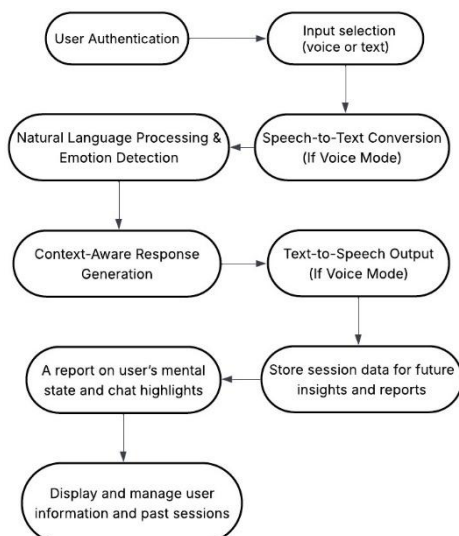 User Authentication
Input selection
(voice or text)
Speech-to-Text Conversion
(If Voice Mode)
Natural Language Processing &
Emotion Detection
Context-Aware Response
Generation
Text-to-Speech Output
(If Voice Mode)
Store session data for future
insights and reports
A report on user’s mental
state and chat highlights
Display and manage user
information and past sessions